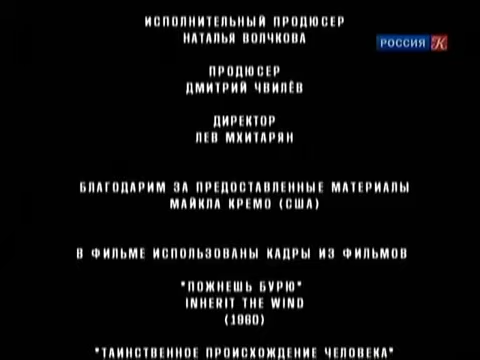 ИСПОЛНИТЕЛЬНЫЙ ПРОДЮСЕР
НАТАЛЬЯ ВОЛЧКОВА
РОССИЯ К
ПРОДЮСЕР
ДМИТРИЙ ЧВИЛЁВ
ДИРЕКТОР
ЛЕВ МХИТАРЯН
БЛАГОДАРИМ ЗА ПРЕДОСТАВЛЕННЫЕ МАТЕРИАЛЫ
МАЙКЛА КРЕМО (США)
В ФИЛЬМЕ ИСПОЛЬЗОВАНЫ КАДРЫ ИЗ ФИЛЬМОВ
"ПОЖНЕШЬ БУРЮ"
INHERIT THE WIND
(1960)
"ТАИНСТВЕННОЕ ПРОИСХОЖДЕНИЕ ЧЕЛОВЕКА"